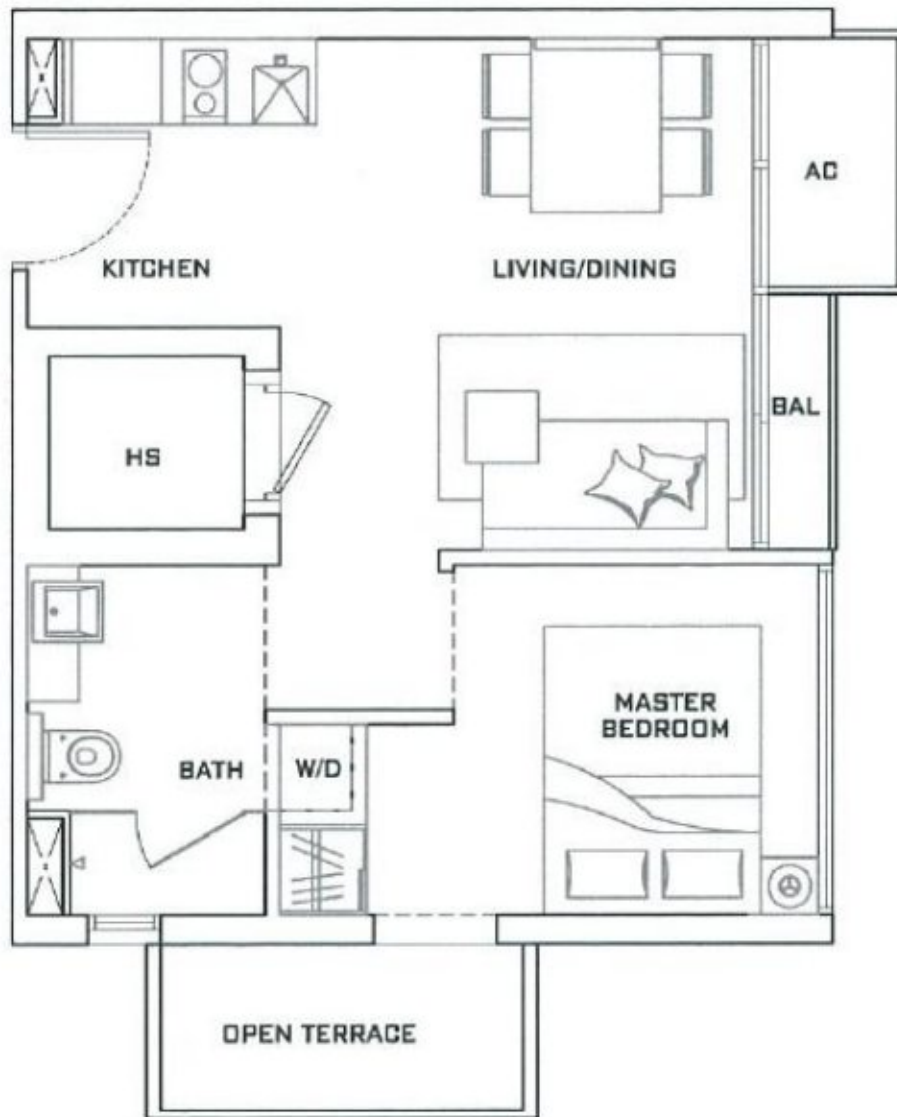 AC
KITCHEN
LIVING/DINING
BAL
HS
MASTER
BEDROOM
BATH
W/D
OPEN TERRACE